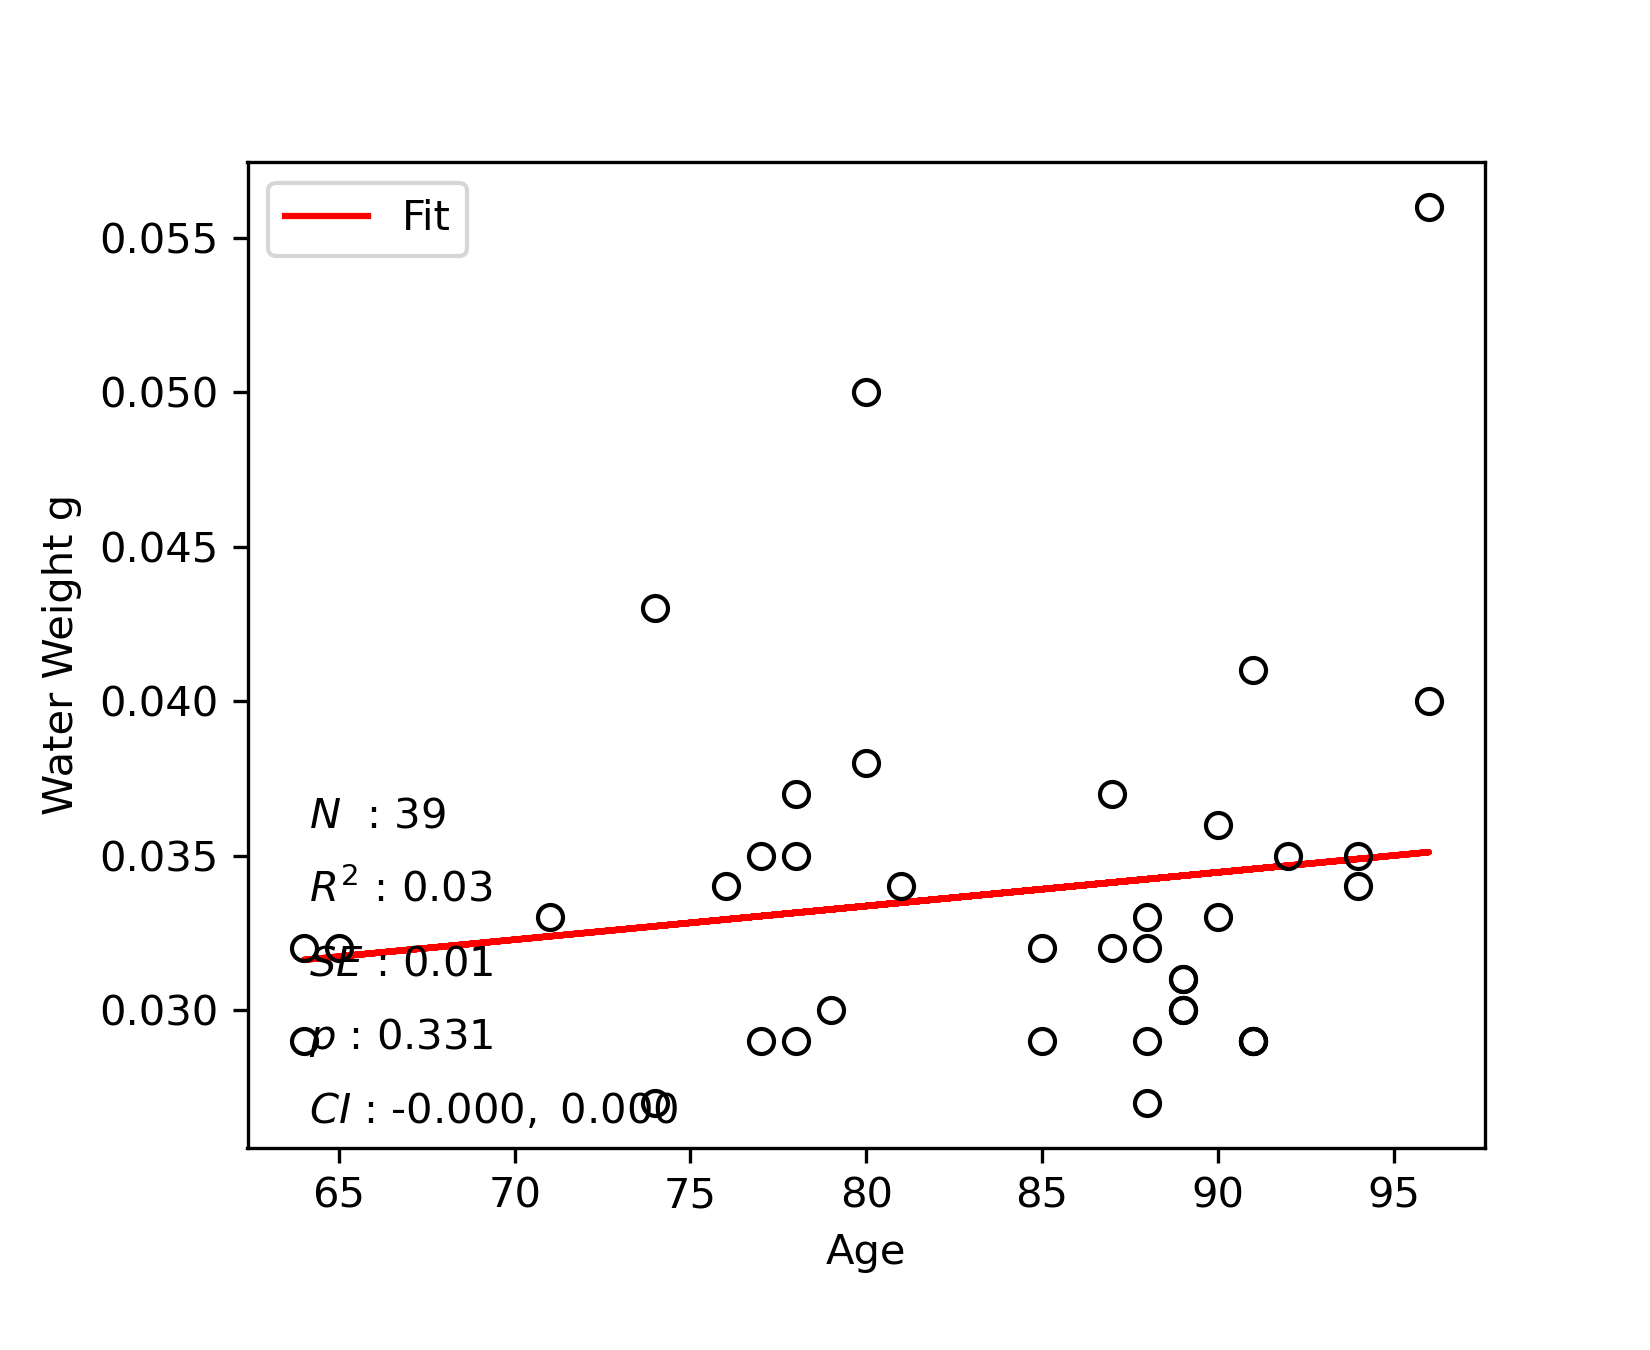 Fit
0.055
0.050
0.045
0.040
0.035
0.030
Water Weight g
N : 39
R² : 0.03
SE : 0.01
p : 0.331
CI : -0.000, 0.000
65 70 75 80 85 90 95
Age